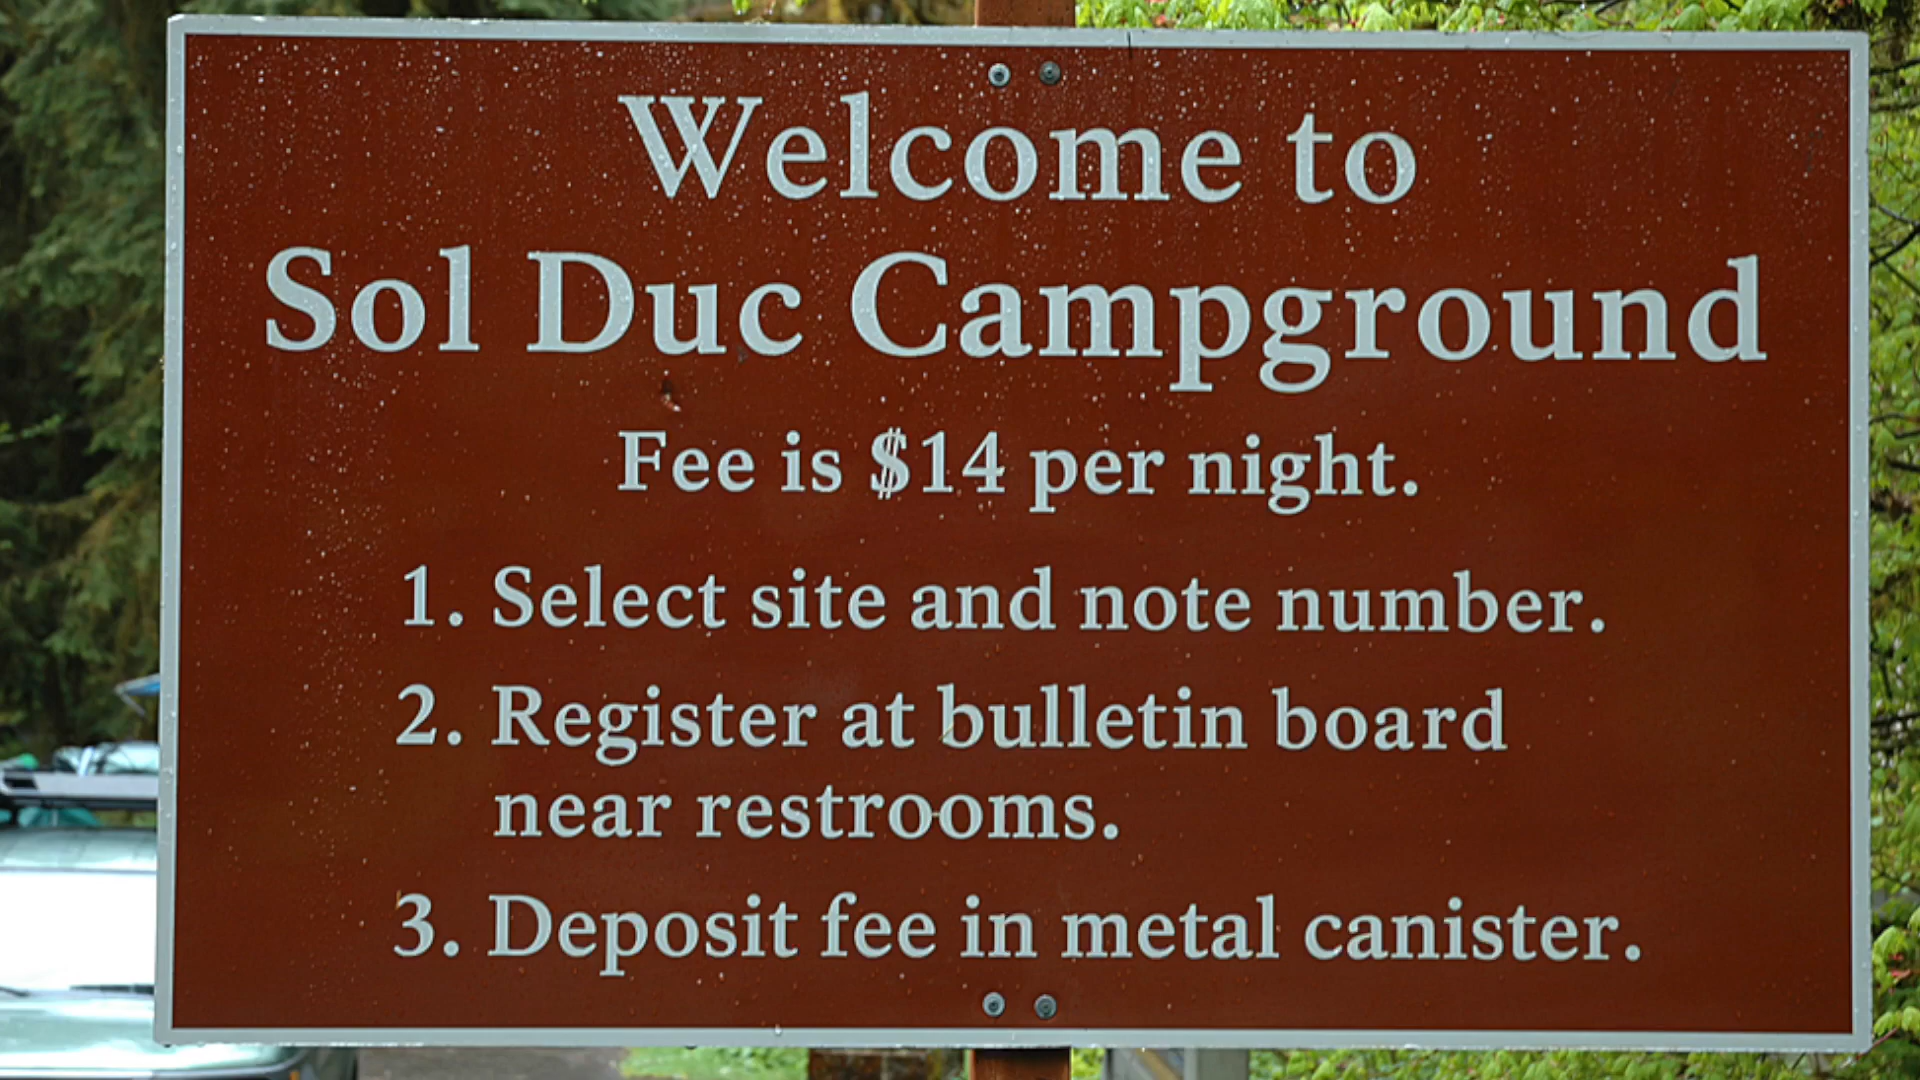 Welcome to
Sol Duc Campground
Fee is $14 per night.
1. Select site and note number.
2. Register at bulletin board
near restrooms.
3. Deposit fee in metal canister.